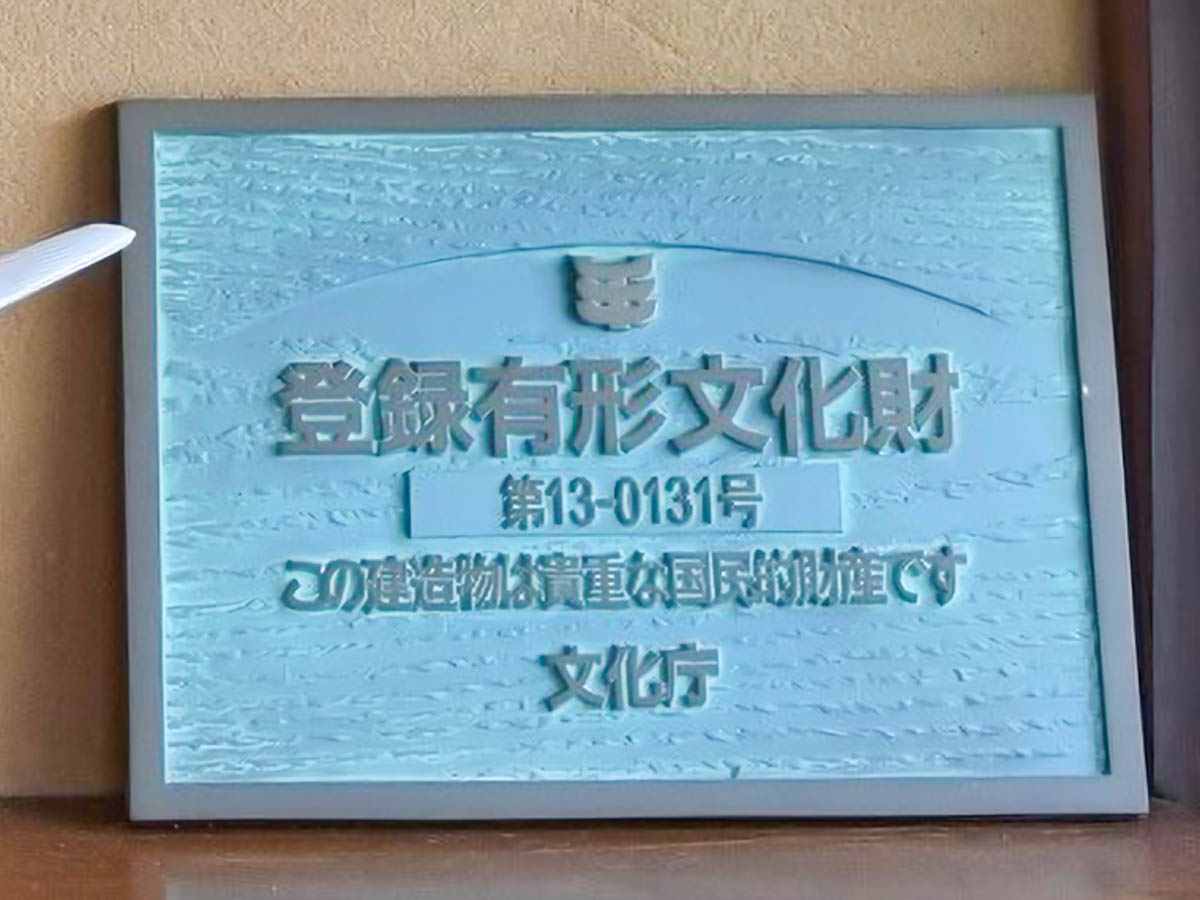 登録有形文化財
第13-0131号
この建造物は貴重な国民的財産です
文化庁